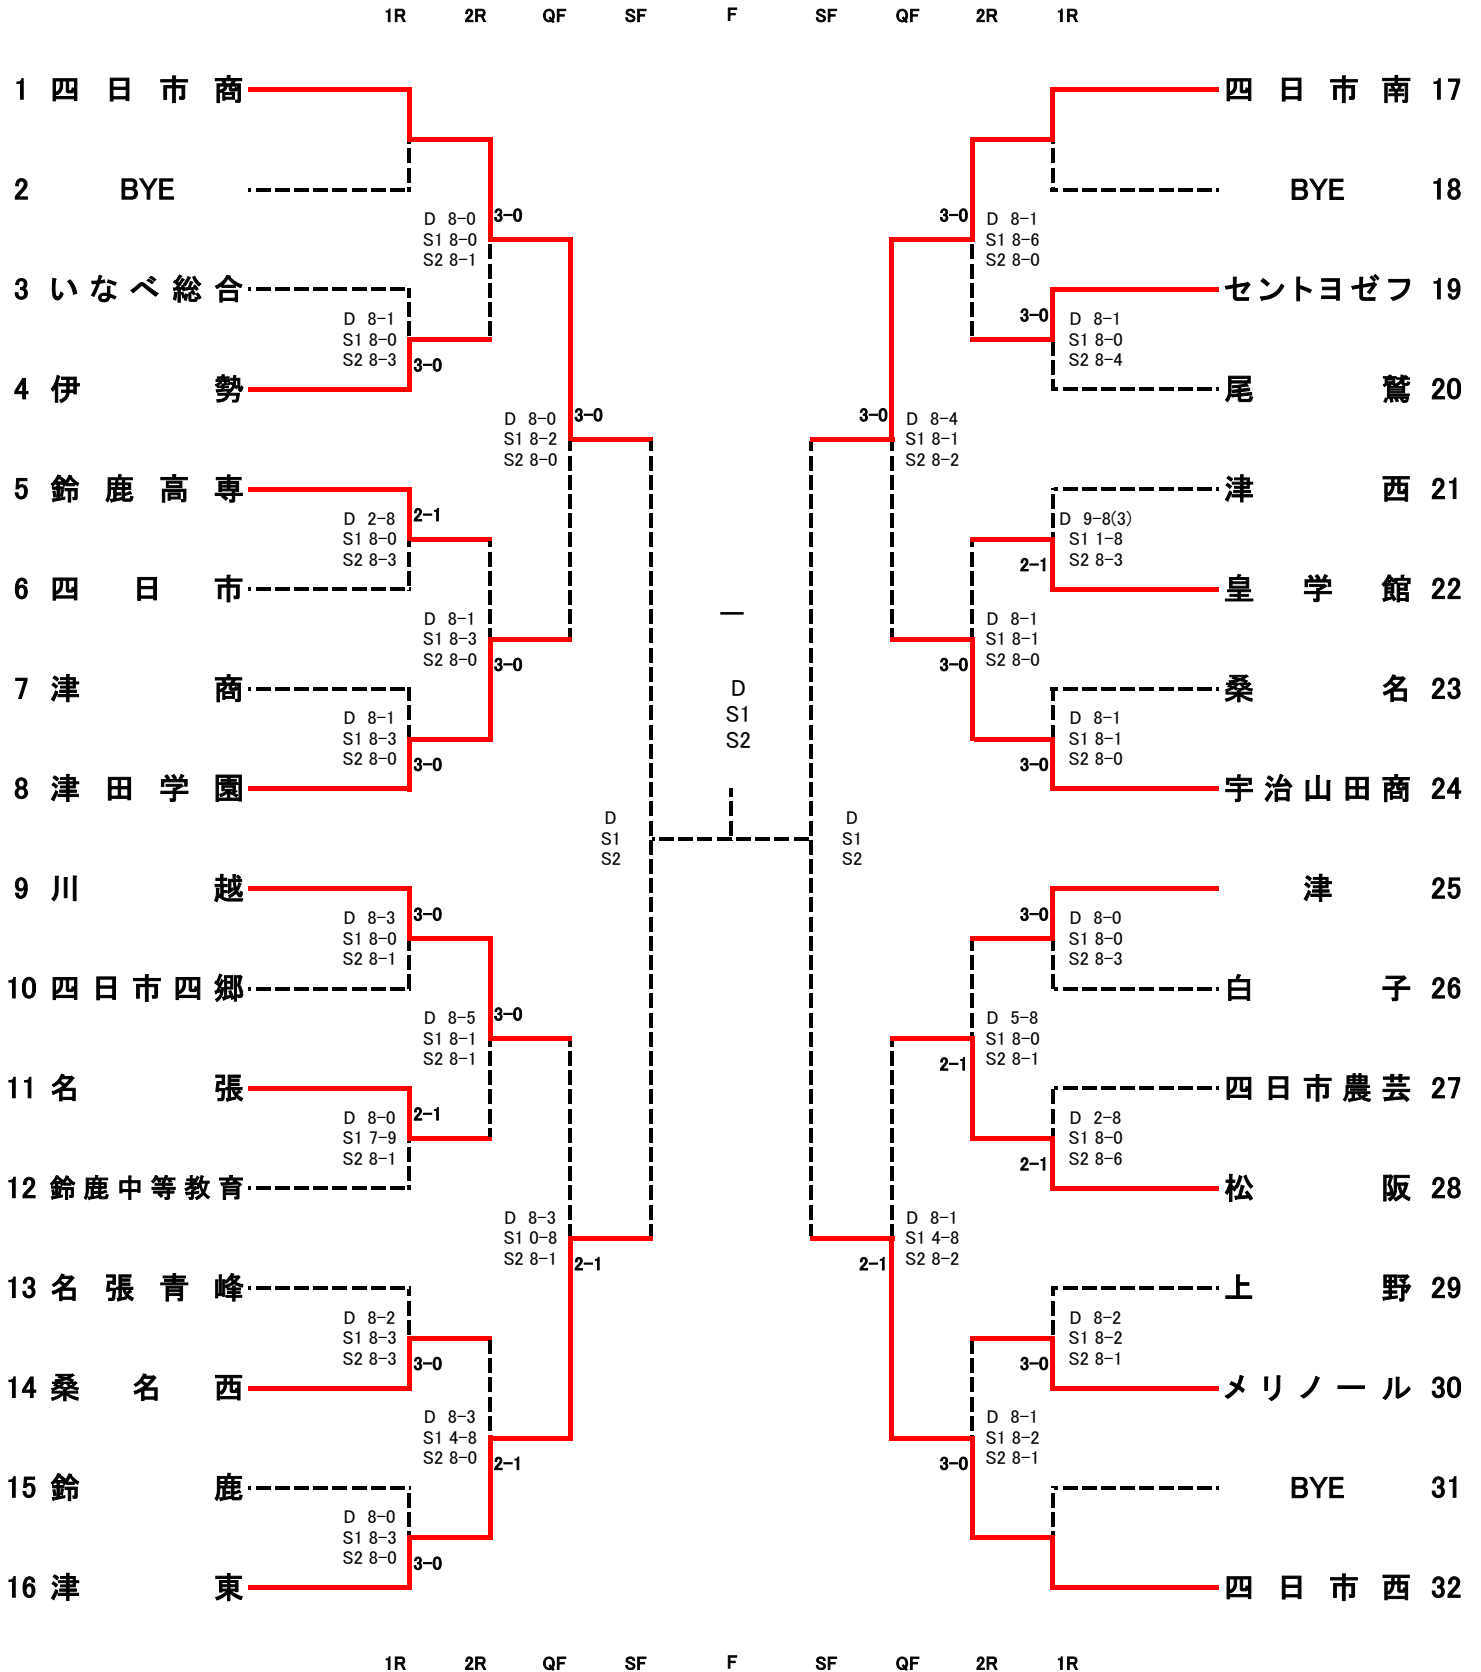 1R 2R QF SF F SF QF 2R 1R
1 四日市商
四日市南 17
2 BYE
BYE 18
3-0
D 8-0
S1 8-0
S2 8-1
3-0
D 8-1
S1 8-6
S2 8-0
3 いなべ総合
セントヨゼフ 19
D 8-1
S1 8-0
S2 8-3
3-0
3-0
D 8-1
S1 8-0
S2 8-4
4 伊勢
尾鷲 20
D 8-0
S1 8-2
S2 8-0
3-0
3-0
D 8-4
S1 8-1
S2 8-2
5 鈴鹿高専
津西 21
D 2-8
S1 8-0
S2 8-3
2-1
D 9-8(3)
S1 1-8
S2 8-3
2-1
6 四日市
皇学館 22
D 8-1
S1 8-3
S2 8-0
3-0
ー
D 8-1
S1 8-1
S2 8-0
3-0
7 津商
D
S1
S2
桑名 23
D 8-1
S1 8-3
S2 8-0
3-0
D 8-1
S1 8-1
S2 8-0
3-0
8 津田学園
宇治山田商 24
D
S1
S2
D
S1
S2
9 川越
津 25
D 8-3
S1 8-0
S2 8-1
3-0
3-0
D 8-0
S1 8-0
S2 8-3
10 四日市四郷
白子 26
D 8-5
S1 8-1
S2 8-1
3-0
D 5-8
S1 8-0
S2 8-1
2-1
11 名張
四日市農芸 27
D 8-0
S1 7-9
S2 8-1
2-1
D 2-8
S1 8-0
S2 8-6
2-1
12 鈴鹿中等教育
松阪 28
D 8-3
S1 0-8
S2 8-1
2-1
D 8-1
S1 4-8
S2 8-2
2-1
13 名張青峰
上野 29
D 8-2
S1 8-3
S2 8-3
3-0
D 8-2
S1 8-2
S2 8-1
3-0
14 桑名西
メリノール 30
D 8-3
S1 4-8
S2 8-0
2-1
D 8-1
S1 8-2
S2 8-1
3-0
15 鈴鹿
BYE 31
D 8-0
S1 8-3
S2 8-0
3-0
16 津東
四日市西 32
1R 2R QF SF F SF QF 2R 1R